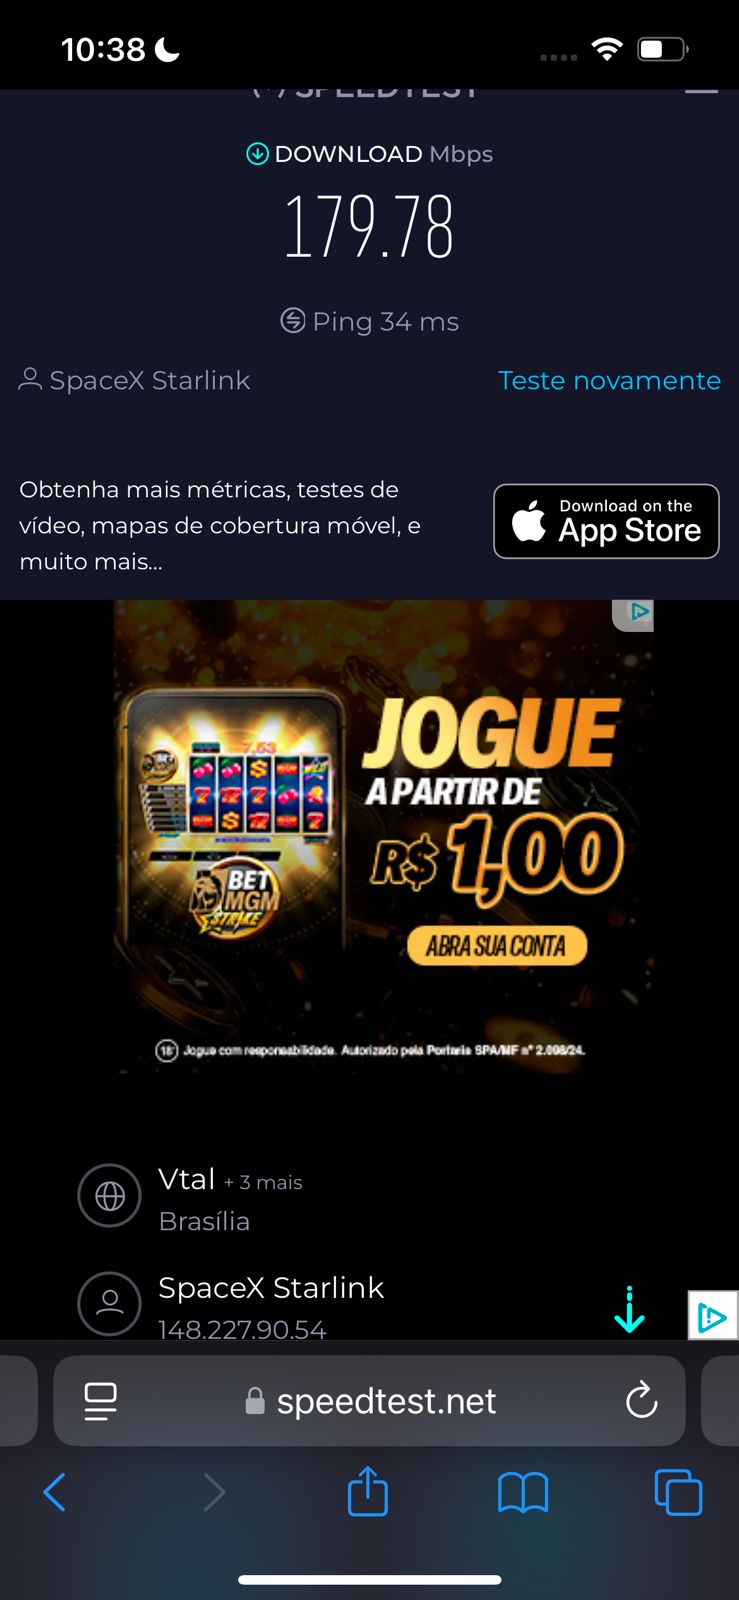 10:38
SPEEDTEST
DOWNLOAD Mbps
179.78
Ping 34 ms
SpaceX Starlink
Teste novamente
Obtenha mais métricas, testes de
vídeo, mapas de cobertura móvel, e
muito mais...
Download on the
App Store
JOGUE
A PARTIR DE
R$ 1,00
BET
MGM
STRIKE
ABRA SUA CONTA
18 Jogue com responsabilidade. Autorizado pela Portaria SPA/MF nº 2.098/24.
Vtal + 3 mais
Brasília
SpaceX Starlink
148.227.90.54
speedtest.net